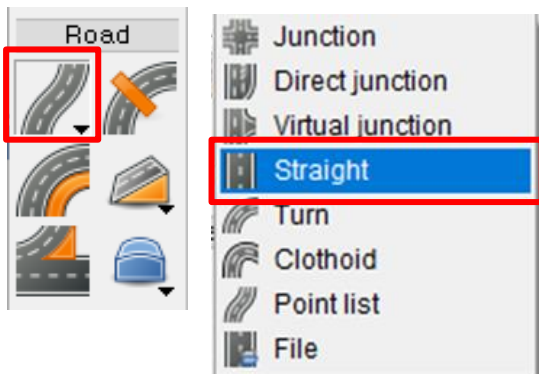 Road
Junction
Direct junction
Virtual junction
Straight
Turn
Clothoid
Point list
File